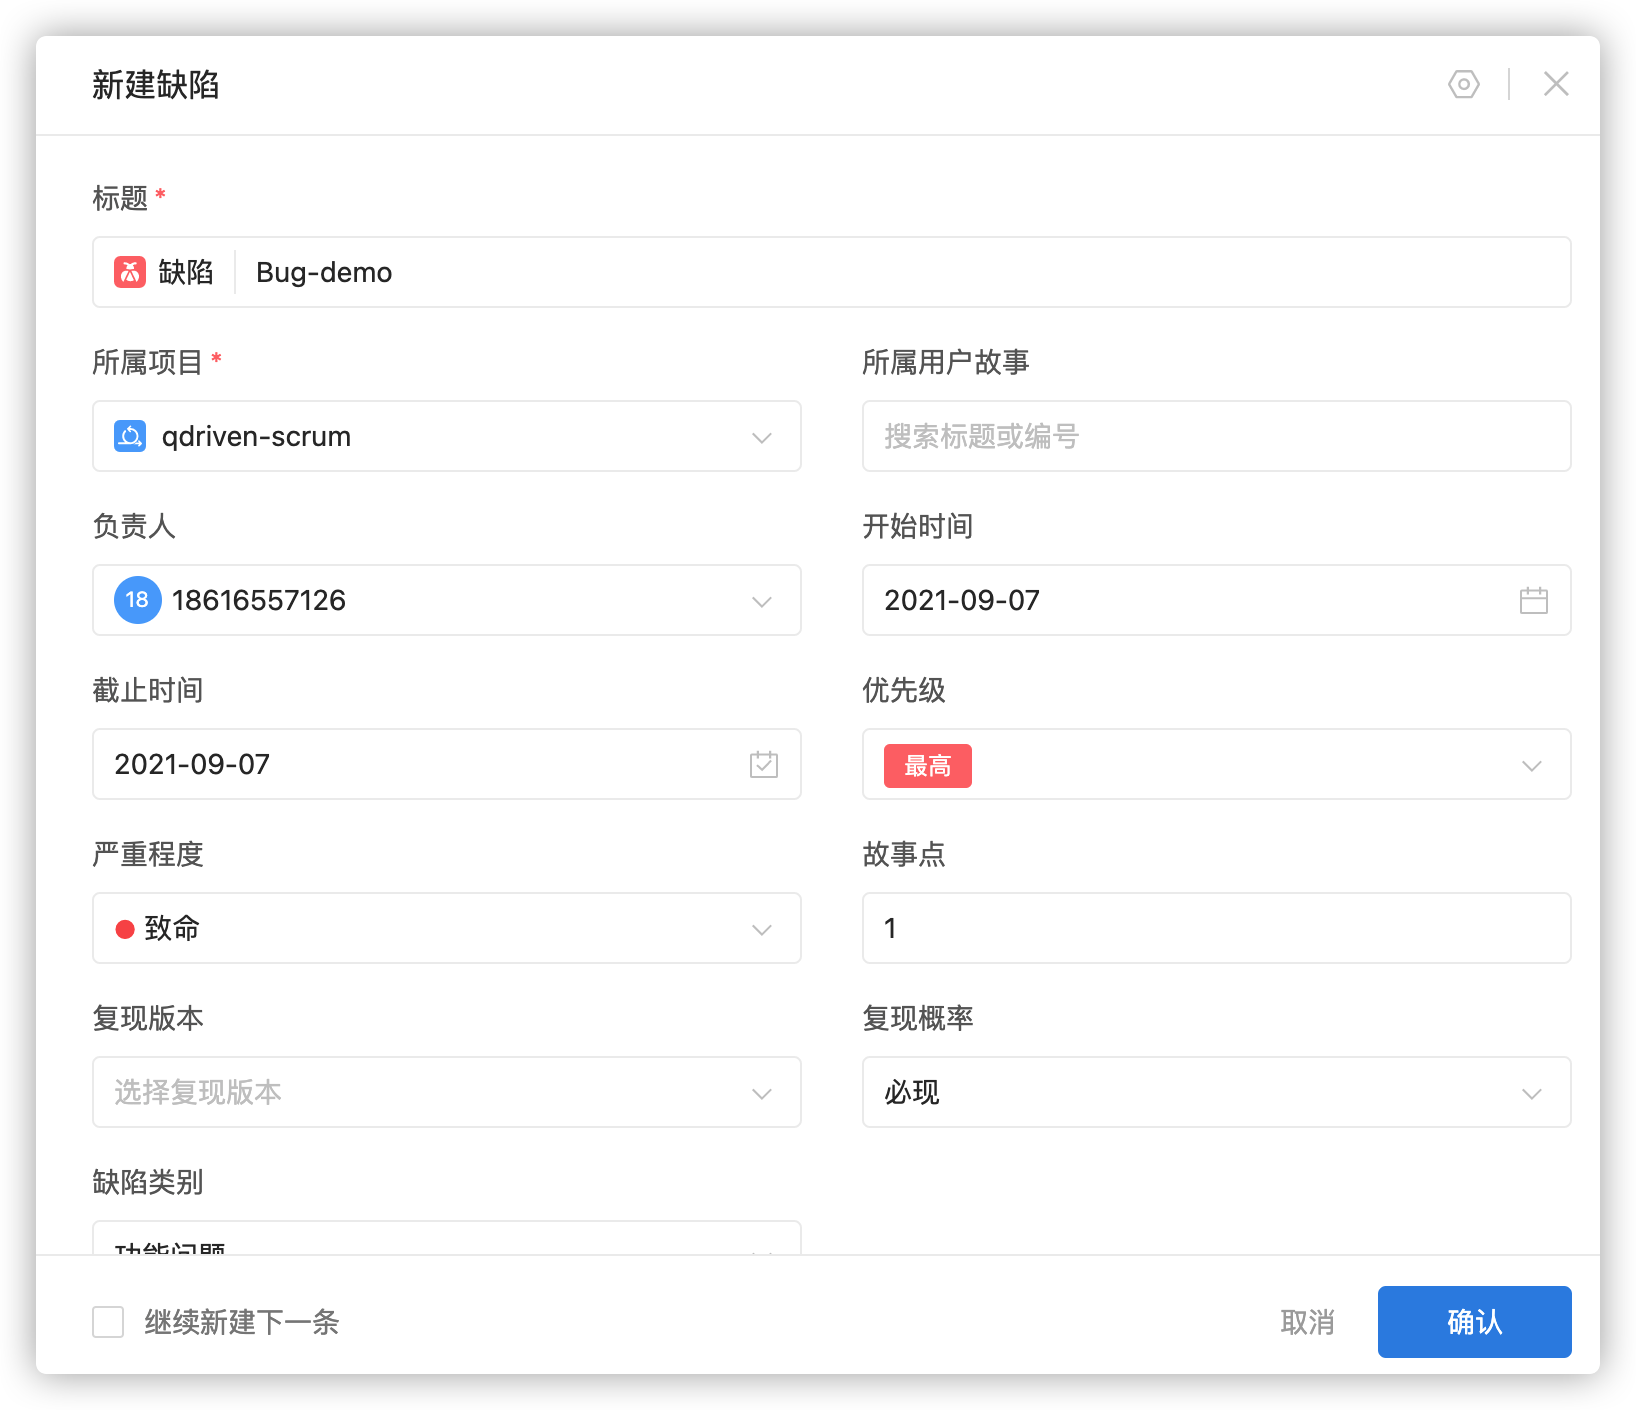 新建缺陷
标题 *
缺陷 Bug-demo
所属项目 * 所属用户故事
qdriven-scrum 搜索标题或编号
负责人 开始时间
18 18616557126 2021-09-07
截止时间 优先级
2021-09-07 最高
严重程度 故事点
致命 1
复现版本 复现概率
选择复现版本 必现
缺陷类别
功能问题
继续新建下一条 取消 确认